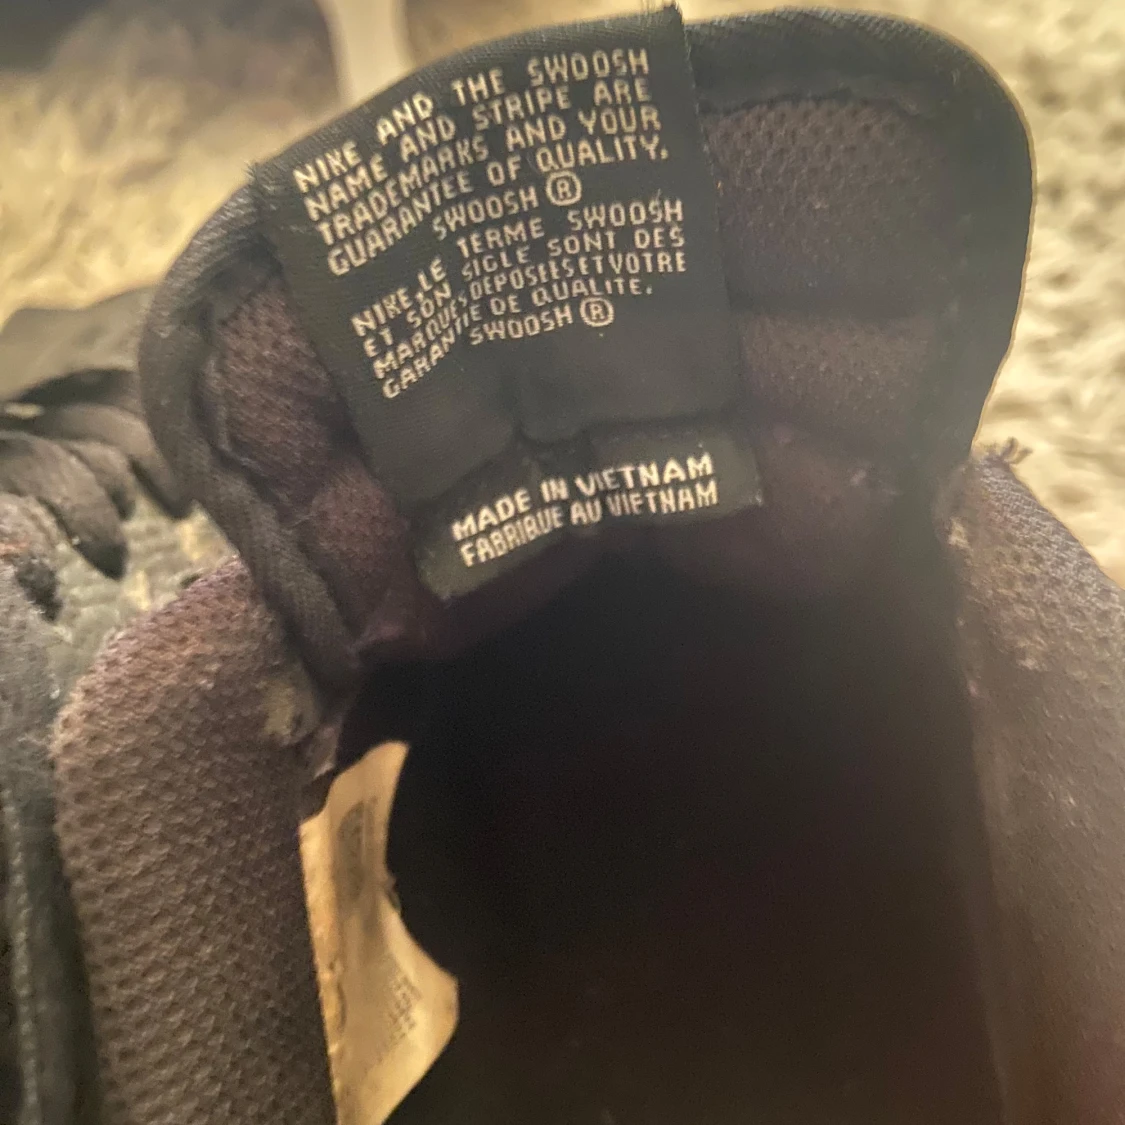 NIKE AND THE SWOOSH
NAME AND STRIPE ARE
TRADEMARKS AND YOUR
GUARANTEE OF QUALITY.
SWOOSH ®
NIKE, LE TERME SWOOSH
ET SON SIGLE SONT DES
MARQUES DEPOSEES ET VOTRE
GARANTIE DE QUALITE.
SWOOSH ®
MADE IN VIETNAM
FABRIQUE AU VIETNAM